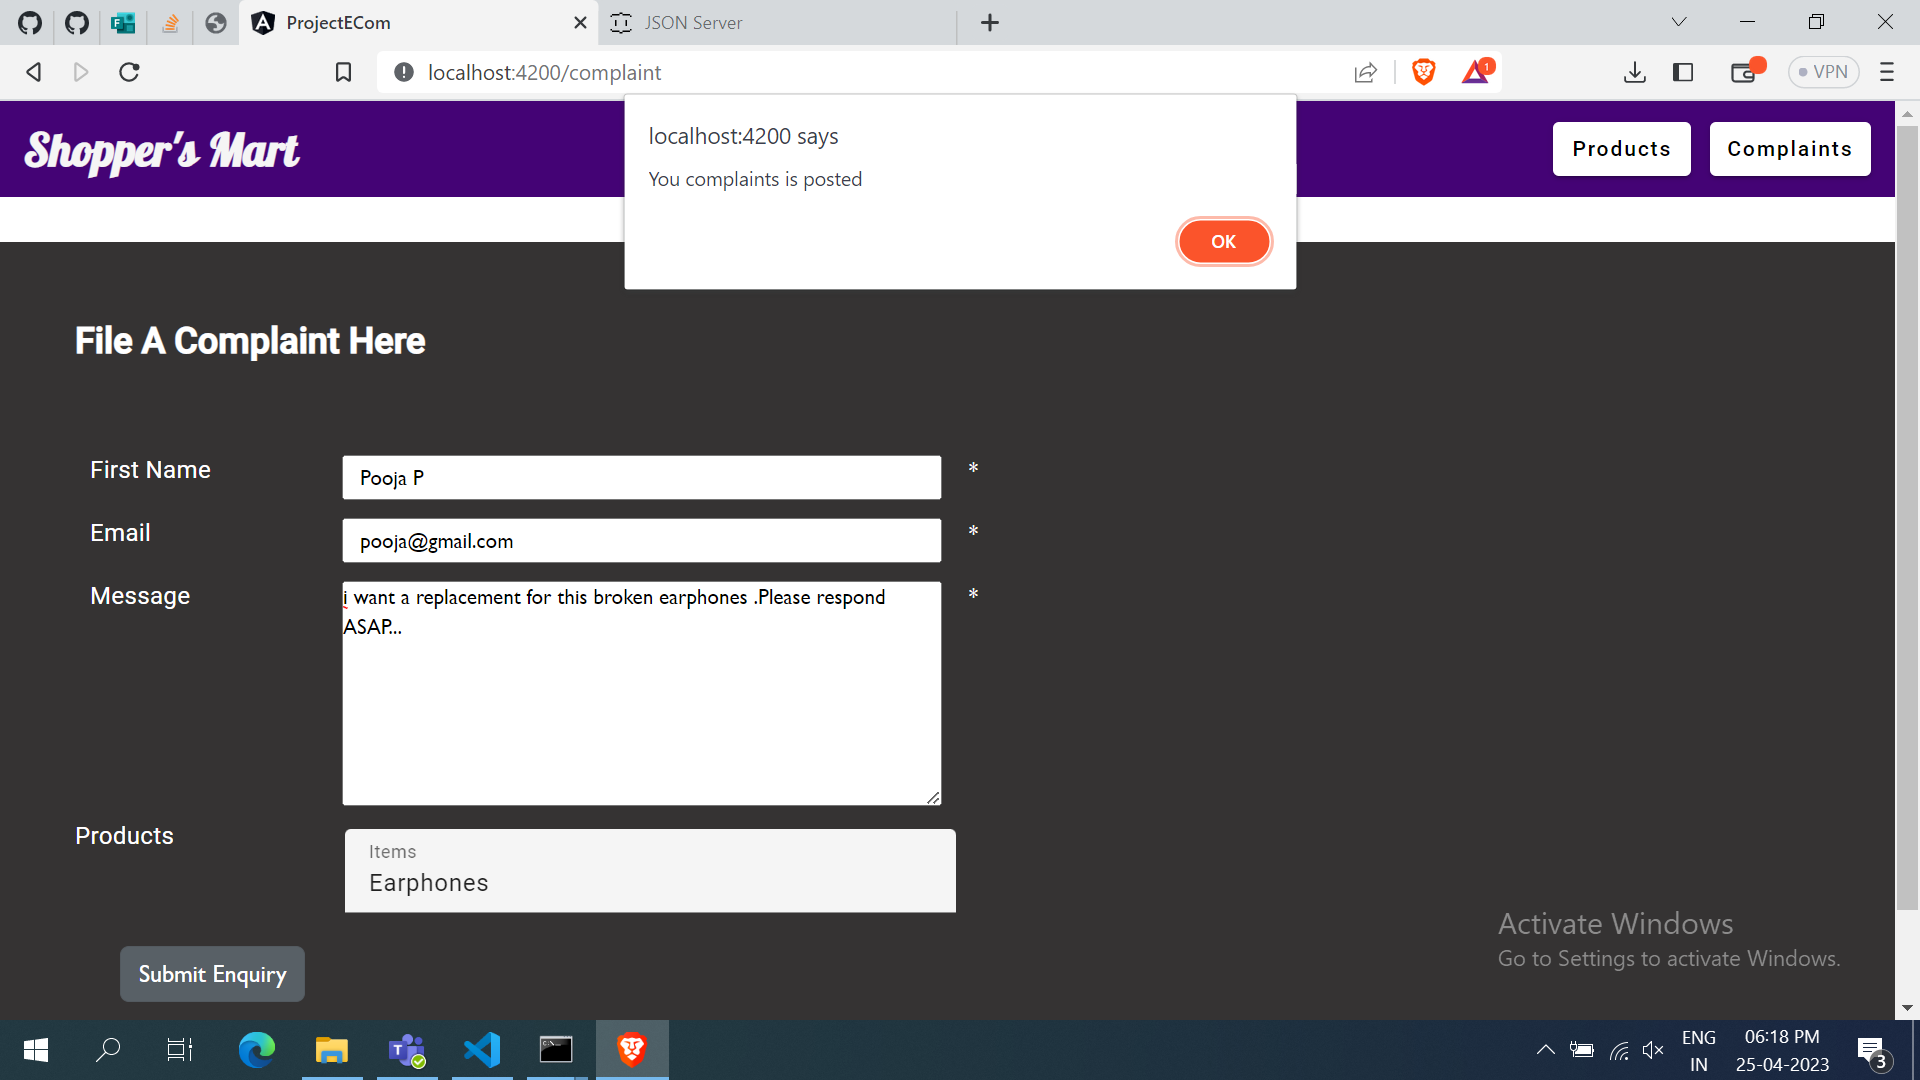 ProjectECom
JSON Server
localhost:4200/complaint
1
VPN
Shopper's Mart
Products
Complaints
localhost:4200 says
You complaints is posted
OK
File A Complaint Here
First Name
Pooja P
*
Email
pooja@gmail.com
*
Message
i want a replacement for this broken earphones .Please respond
ASAP...
*
Products
Items
Earphones
Submit Enquiry
Activate Windows
Go to Settings to activate Windows.
ENG
IN
06:18 PM
25-04-2023
3